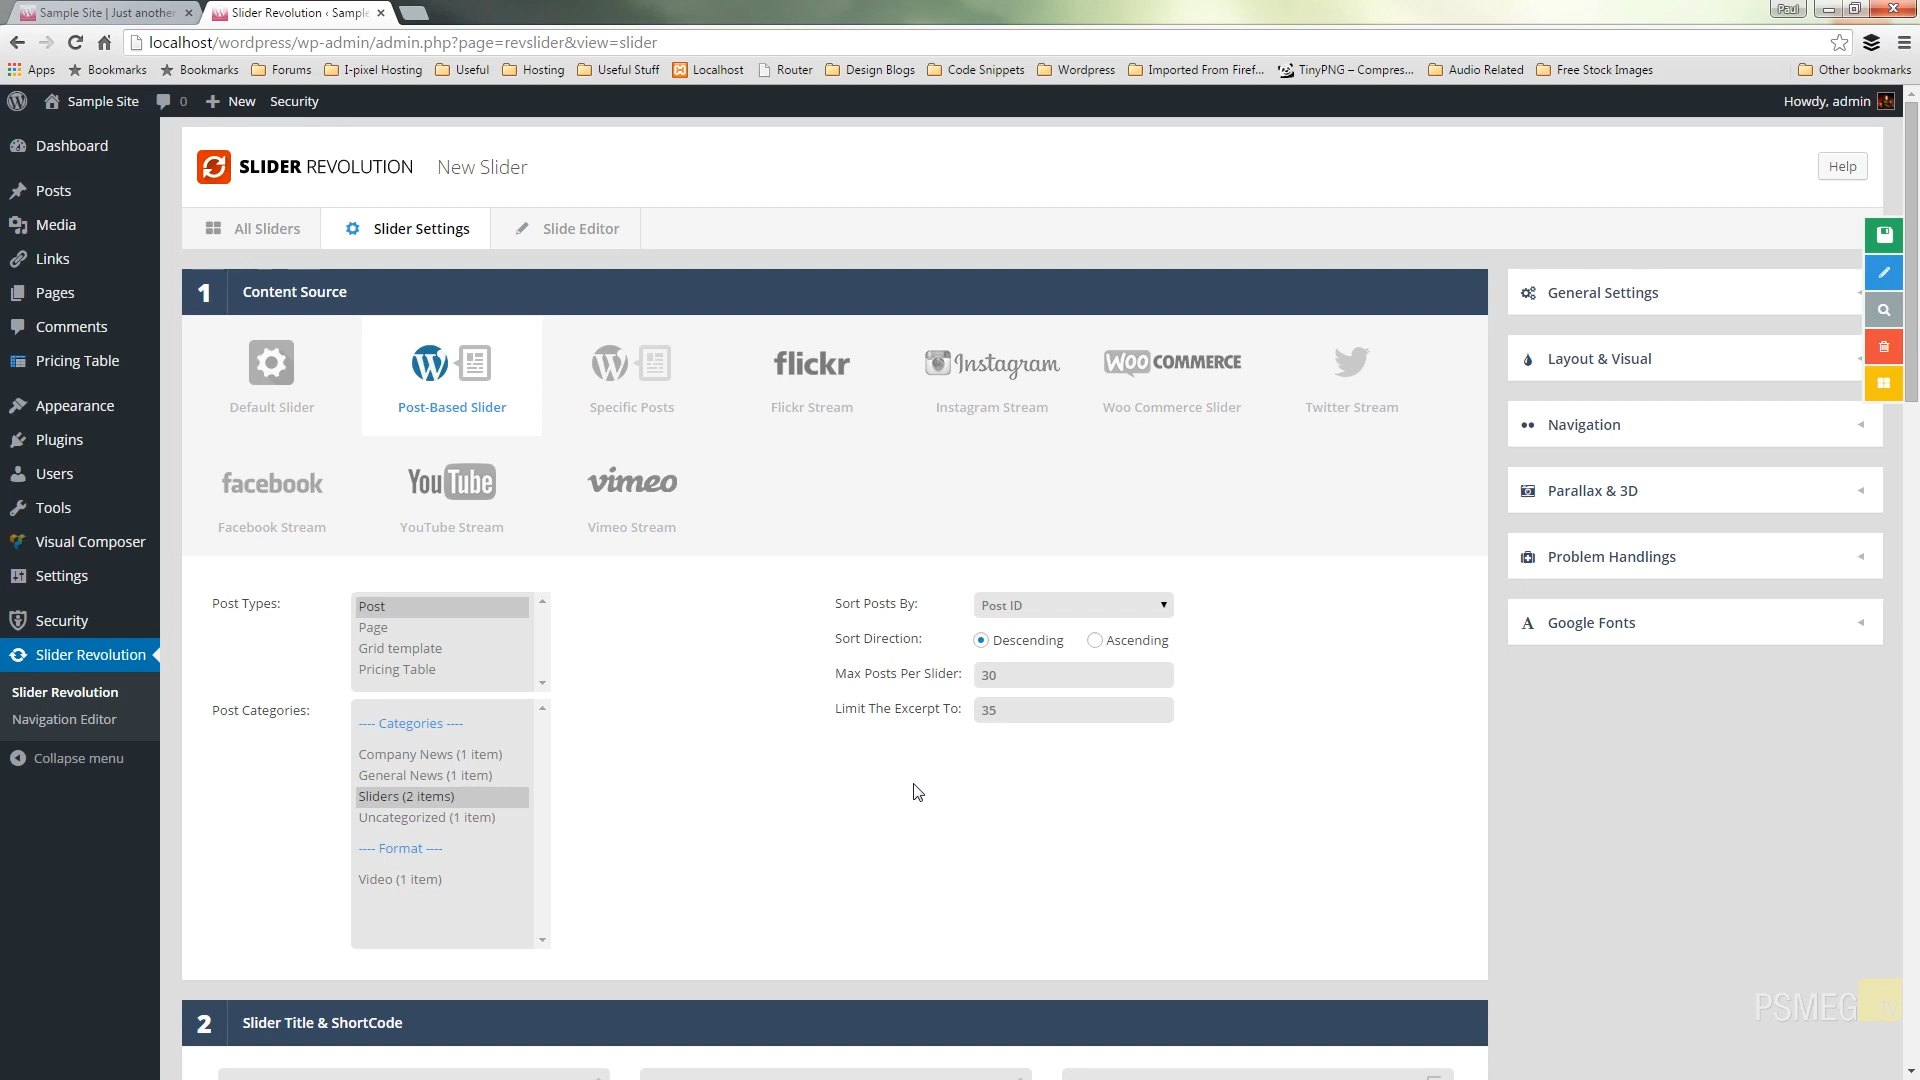 Sample Site | Just another
Slider Revolution ‹ Sample
Paul
localhost/wordpress/wp-admin/admin.php?page=revslider&view=slider
Apps Bookmarks Bookmarks Forums I-pixel Hosting Useful Hosting Useful Stuff Localhost Router Design Blogs Code Snippets Wordpress Imported From Firef... TinyPNG – Compres... Audio Related Free Stock Images Other bookmarks
Sample Site 0 New Security Howdy, admin
Dashboard
Posts
Media
Links
Pages
Comments
Pricing Table
Appearance
Plugins
Users
Tools
Visual Composer
Settings
Security
Slider Revolution
Slider Revolution
Navigation Editor
Collapse menu
SLIDER REVOLUTION New Slider
Help
All Sliders Slider Settings Slide Editor
1 Content Source
flickr Instagram WOO COMMERCE
Default Slider Post-Based Slider Specific Posts Flickr Stream Instagram Stream Woo Commerce Slider Twitter Stream
facebook YouTube vimeo
Facebook Stream YouTube Stream Vimeo Stream
Post Types:
Post
Page
Grid template
Pricing Table
Post Categories:
---- Categories ----
Company News (1 item)
General News (1 item)
Sliders (2 items)
Uncategorized (1 item)
---- Format ----
Video (1 item)
Sort Posts By: Post ID
Sort Direction: Descending Ascending
Max Posts Per Slider: 30
Limit The Excerpt To: 35
2 Slider Title & ShortCode
General Settings
Layout & Visual
Navigation
Parallax & 3D
Problem Handlings
Google Fonts
PSMEG tv